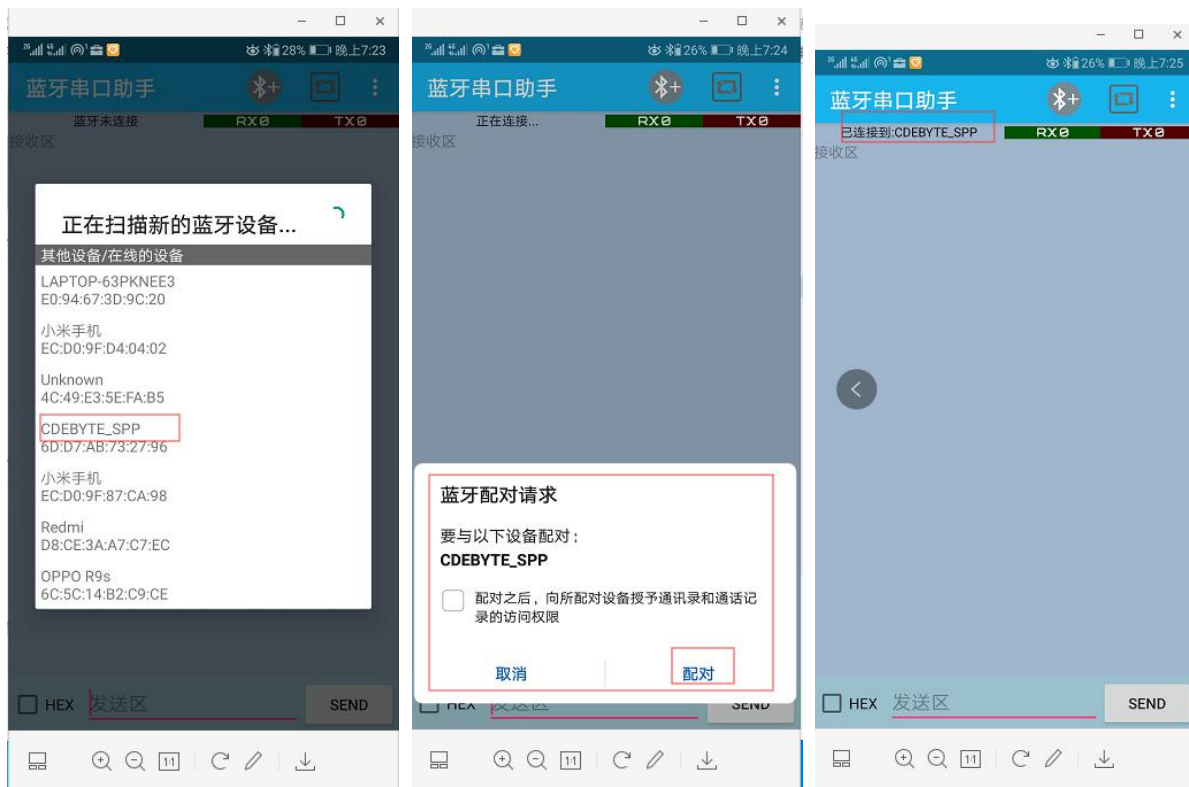 28% 晚上7:23
蓝牙串口助手
蓝牙未连接 RX0 TX0
接收区
正在扫描新的蓝牙设备...
其他设备/在线的设备
LAPTOP-63PKNEE3
E0:94:67:3D:9C:20
小米手机
EC:D0:9F:D4:04:02
Unknown
4C:49:E3:5E:FA:B5
CDEBYTE_SPP
6D:D7:AB:73:27:96
小米手机
EC:D0:9F:87:CA:98
Redmi
D8:CE:3A:A7:C7:EC
OPPO R9s
6C:5C:14:B2:C9:CE
HEX 发送区 SEND
1:1
26% 晚上7:24
蓝牙串口助手
正在连接... RX0 TX0
接收区
蓝牙配对请求
要与以下设备配对：
CDEBYTE_SPP
配对之后，向所配对设备授予通讯录和通话记
录的访问权限
取消 配对
HEX 发送区 SEND
1:1
26% 晚上7:25
蓝牙串口助手
已连接到:CDEBYTE_SPP RX0 TX0
接收区
HEX 发送区 SEND
1:1